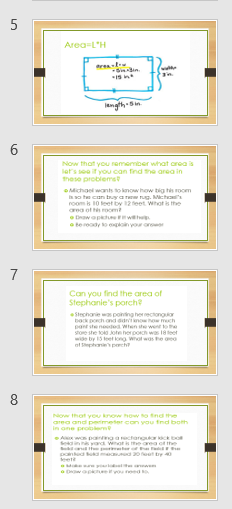 5
Area=L*H
area = l · w
= 5in · 3in
= 15 in²
width=
3in.
length = 5in
6
Now that you remember what area is
let's see if you can find the area in
these problems?
Michael wants to know how big his room
is so he can buy a new rug. Michael's
room is 10 feet by 12 feet. What is the
area of his room?
Draw a picture if it will help.
Be ready to explain your answer
7
Can you find the area of
Stephanie's porch?
Stephanie was painting her rectangular
back porch and didn't know how much
paint she needed. When she went to the
store she told John her porch was 18 feet
wide by 15 feet long. What was the area
of Stephanie's porch?
8
Now that you know how to find the
area and perimeter can you find both
in one problem?
Alex was painting a rectangular kick ball
field in his yard. What is the area of the
field and the perimeter of the field if the
painted field measured 20 feet by 40
feet?
Make sure you label the answer
Draw a picture if you need to.